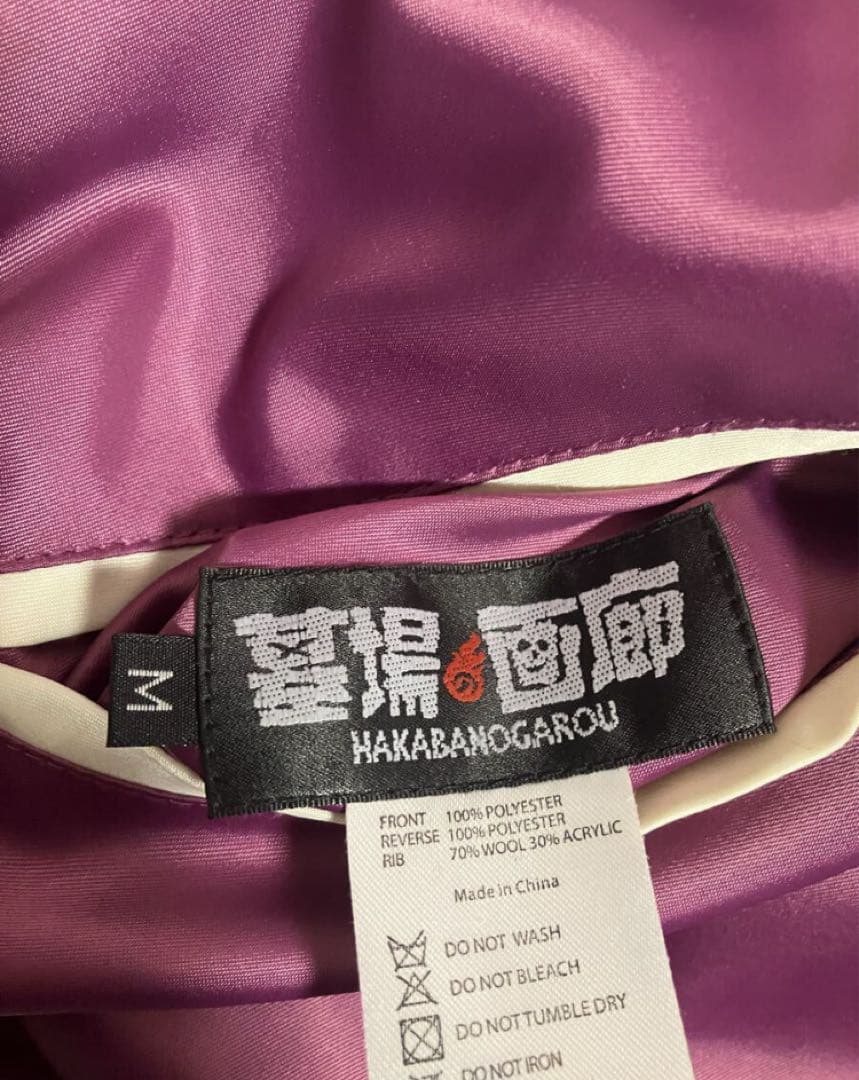 墓場の画廊
HAKABANOGAROU
M
FRONT 100% POLYESTER
REVERSE 100% POLYESTER
RIB 70% WOOL 30% ACRYLIC
Made in China
DO NOT WASH
DO NOT BLEACH
DO NOT TUMBLE DRY
DO NOT IRON